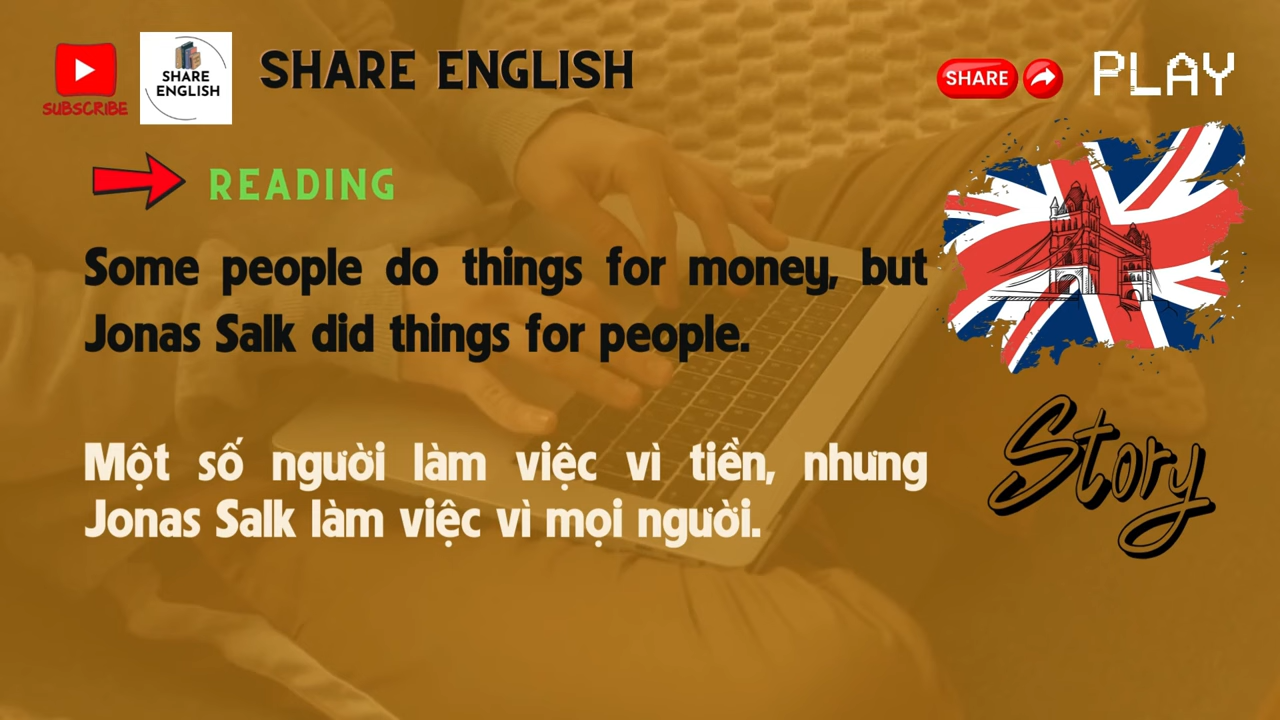 SUBSCRIBE
SHARE
ENGLISH
SHARE ENGLISH
SHARE
PLAY
READING
Some people do things for money, but
Jonas Salk did things for people.
Một số người làm việc vì tiền, nhưng
Jonas Salk làm việc vì mọi người.
Story